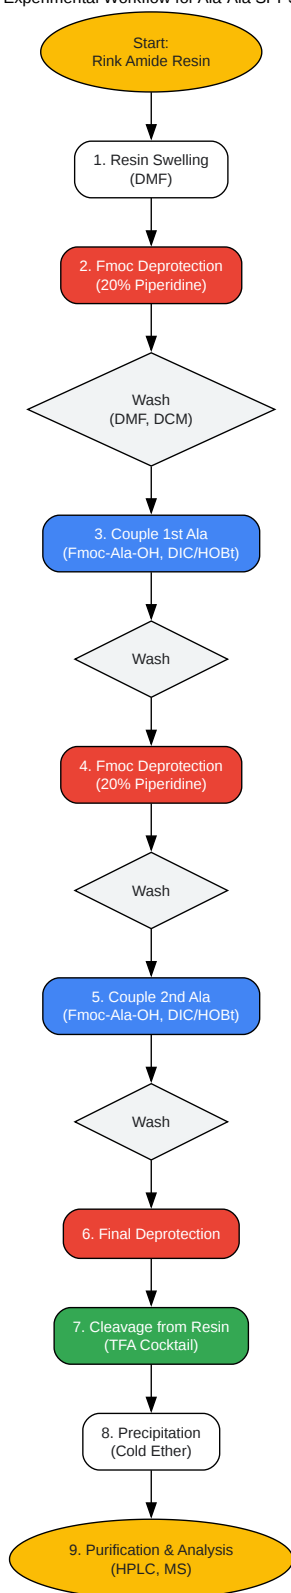 Experimental Workflow for Ala-Ala SPPS
Start:
Rink Amide Resin
1. Resin Swelling
(DMF)
2. Fmoc Deprotection
(20% Piperidine)
Wash
(DMF, DCM)
3. Couple 1st Ala
(Fmoc-Ala-OH, DIC/HOBt)
Wash
4. Fmoc Deprotection
(20% Piperidine)
Wash
5. Couple 2nd Ala
(Fmoc-Ala-OH, DIC/HOBt)
Wash
6. Final Deprotection
7. Cleavage from Resin
(TFA Cocktail)
8. Precipitation
(Cold Ether)
9. Purification & Analysis
(HPLC, MS)